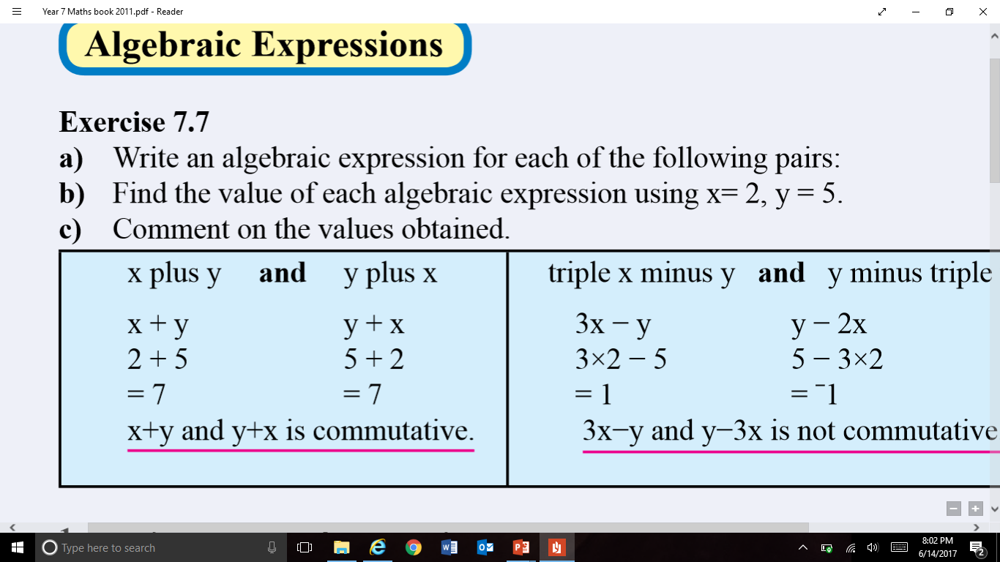 Year 7 Maths book 2011.pdf - Reader
Algebraic Expressions
Exercise 7.7
a) Write an algebraic expression for each of the following pairs:
b) Find the value of each algebraic expression using x= 2, y = 5.
c) Comment on the values obtained.
x plus y and y plus x
x + y y + x
2 + 5 5 + 2
= 7 = 7
x+y and y+x is commutative.
triple x minus y and y minus triple
3x − y y − 2x
3×2 − 5 5 − 3×2
= 1 = ⁻1
3x−y and y−3x is not commutative
Type here to search
8:02 PM
6/14/2017
2